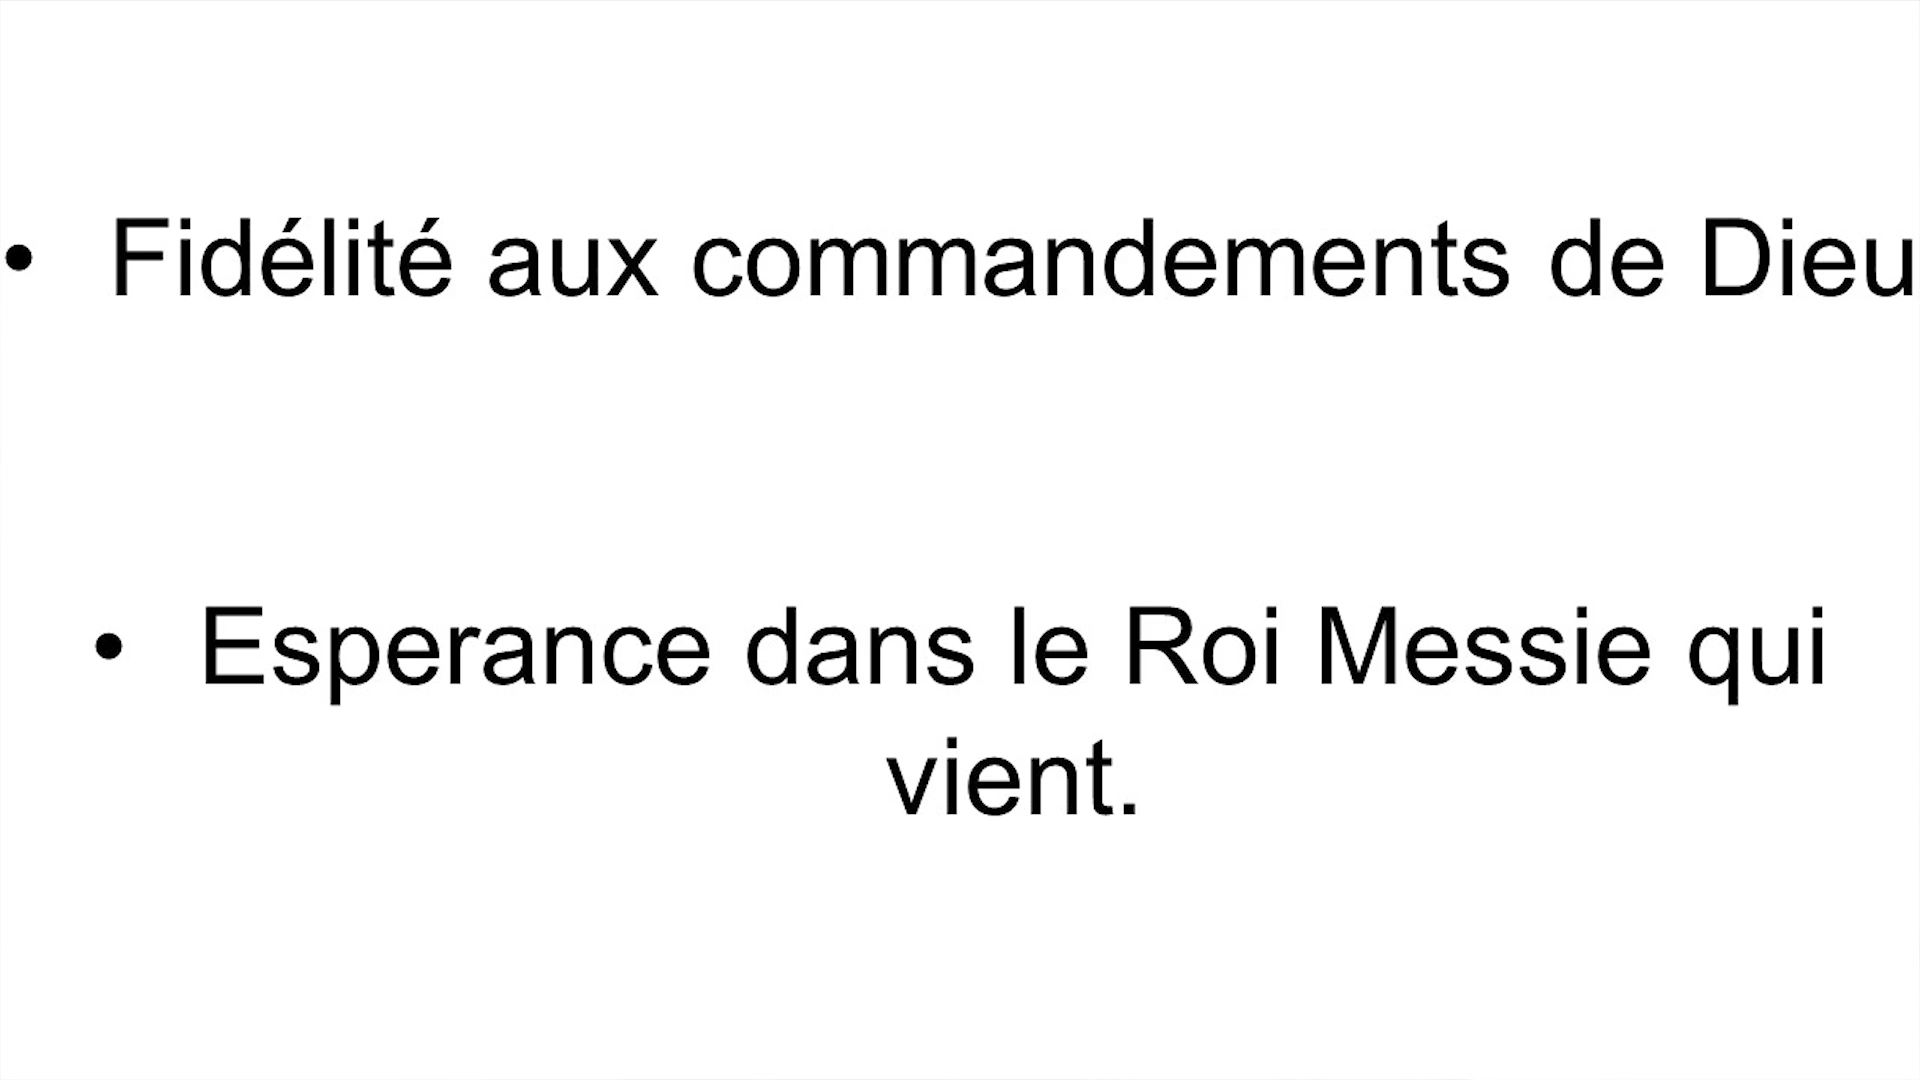 • Fidélité aux commandements de Dieu
• Esperance dans le Roi Messie qui
vient.